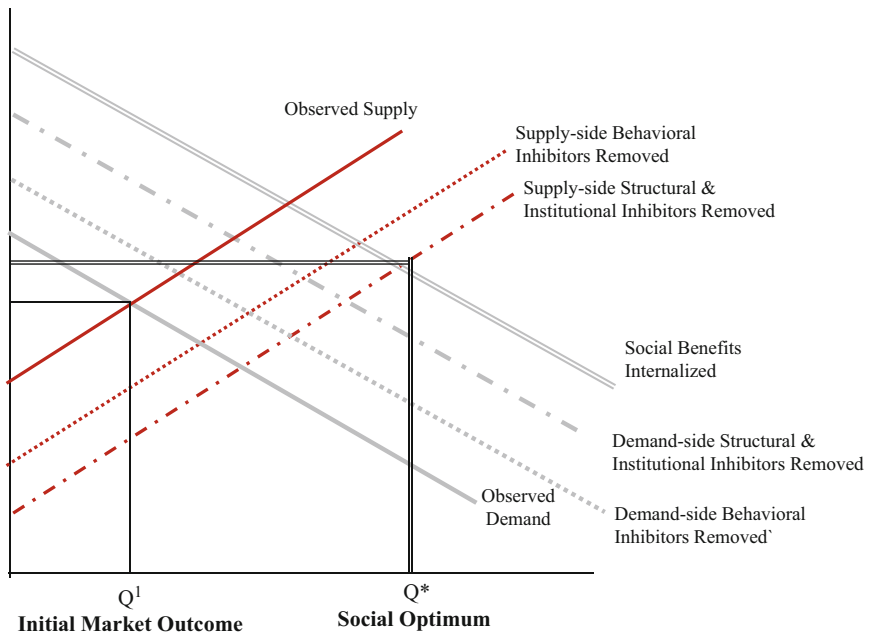 Observed Supply
Supply-side Behavioral
Inhibitors Removed
Supply-side Structural &
Institutional Inhibitors Removed
Social Benefits
Internalized
Demand-side Structural &
Institutional Inhibitors Removed
Observed
Demand
Demand-side Behavioral
Inhibitors Removed`
Q¹
Initial Market Outcome
Q*
Social Optimum